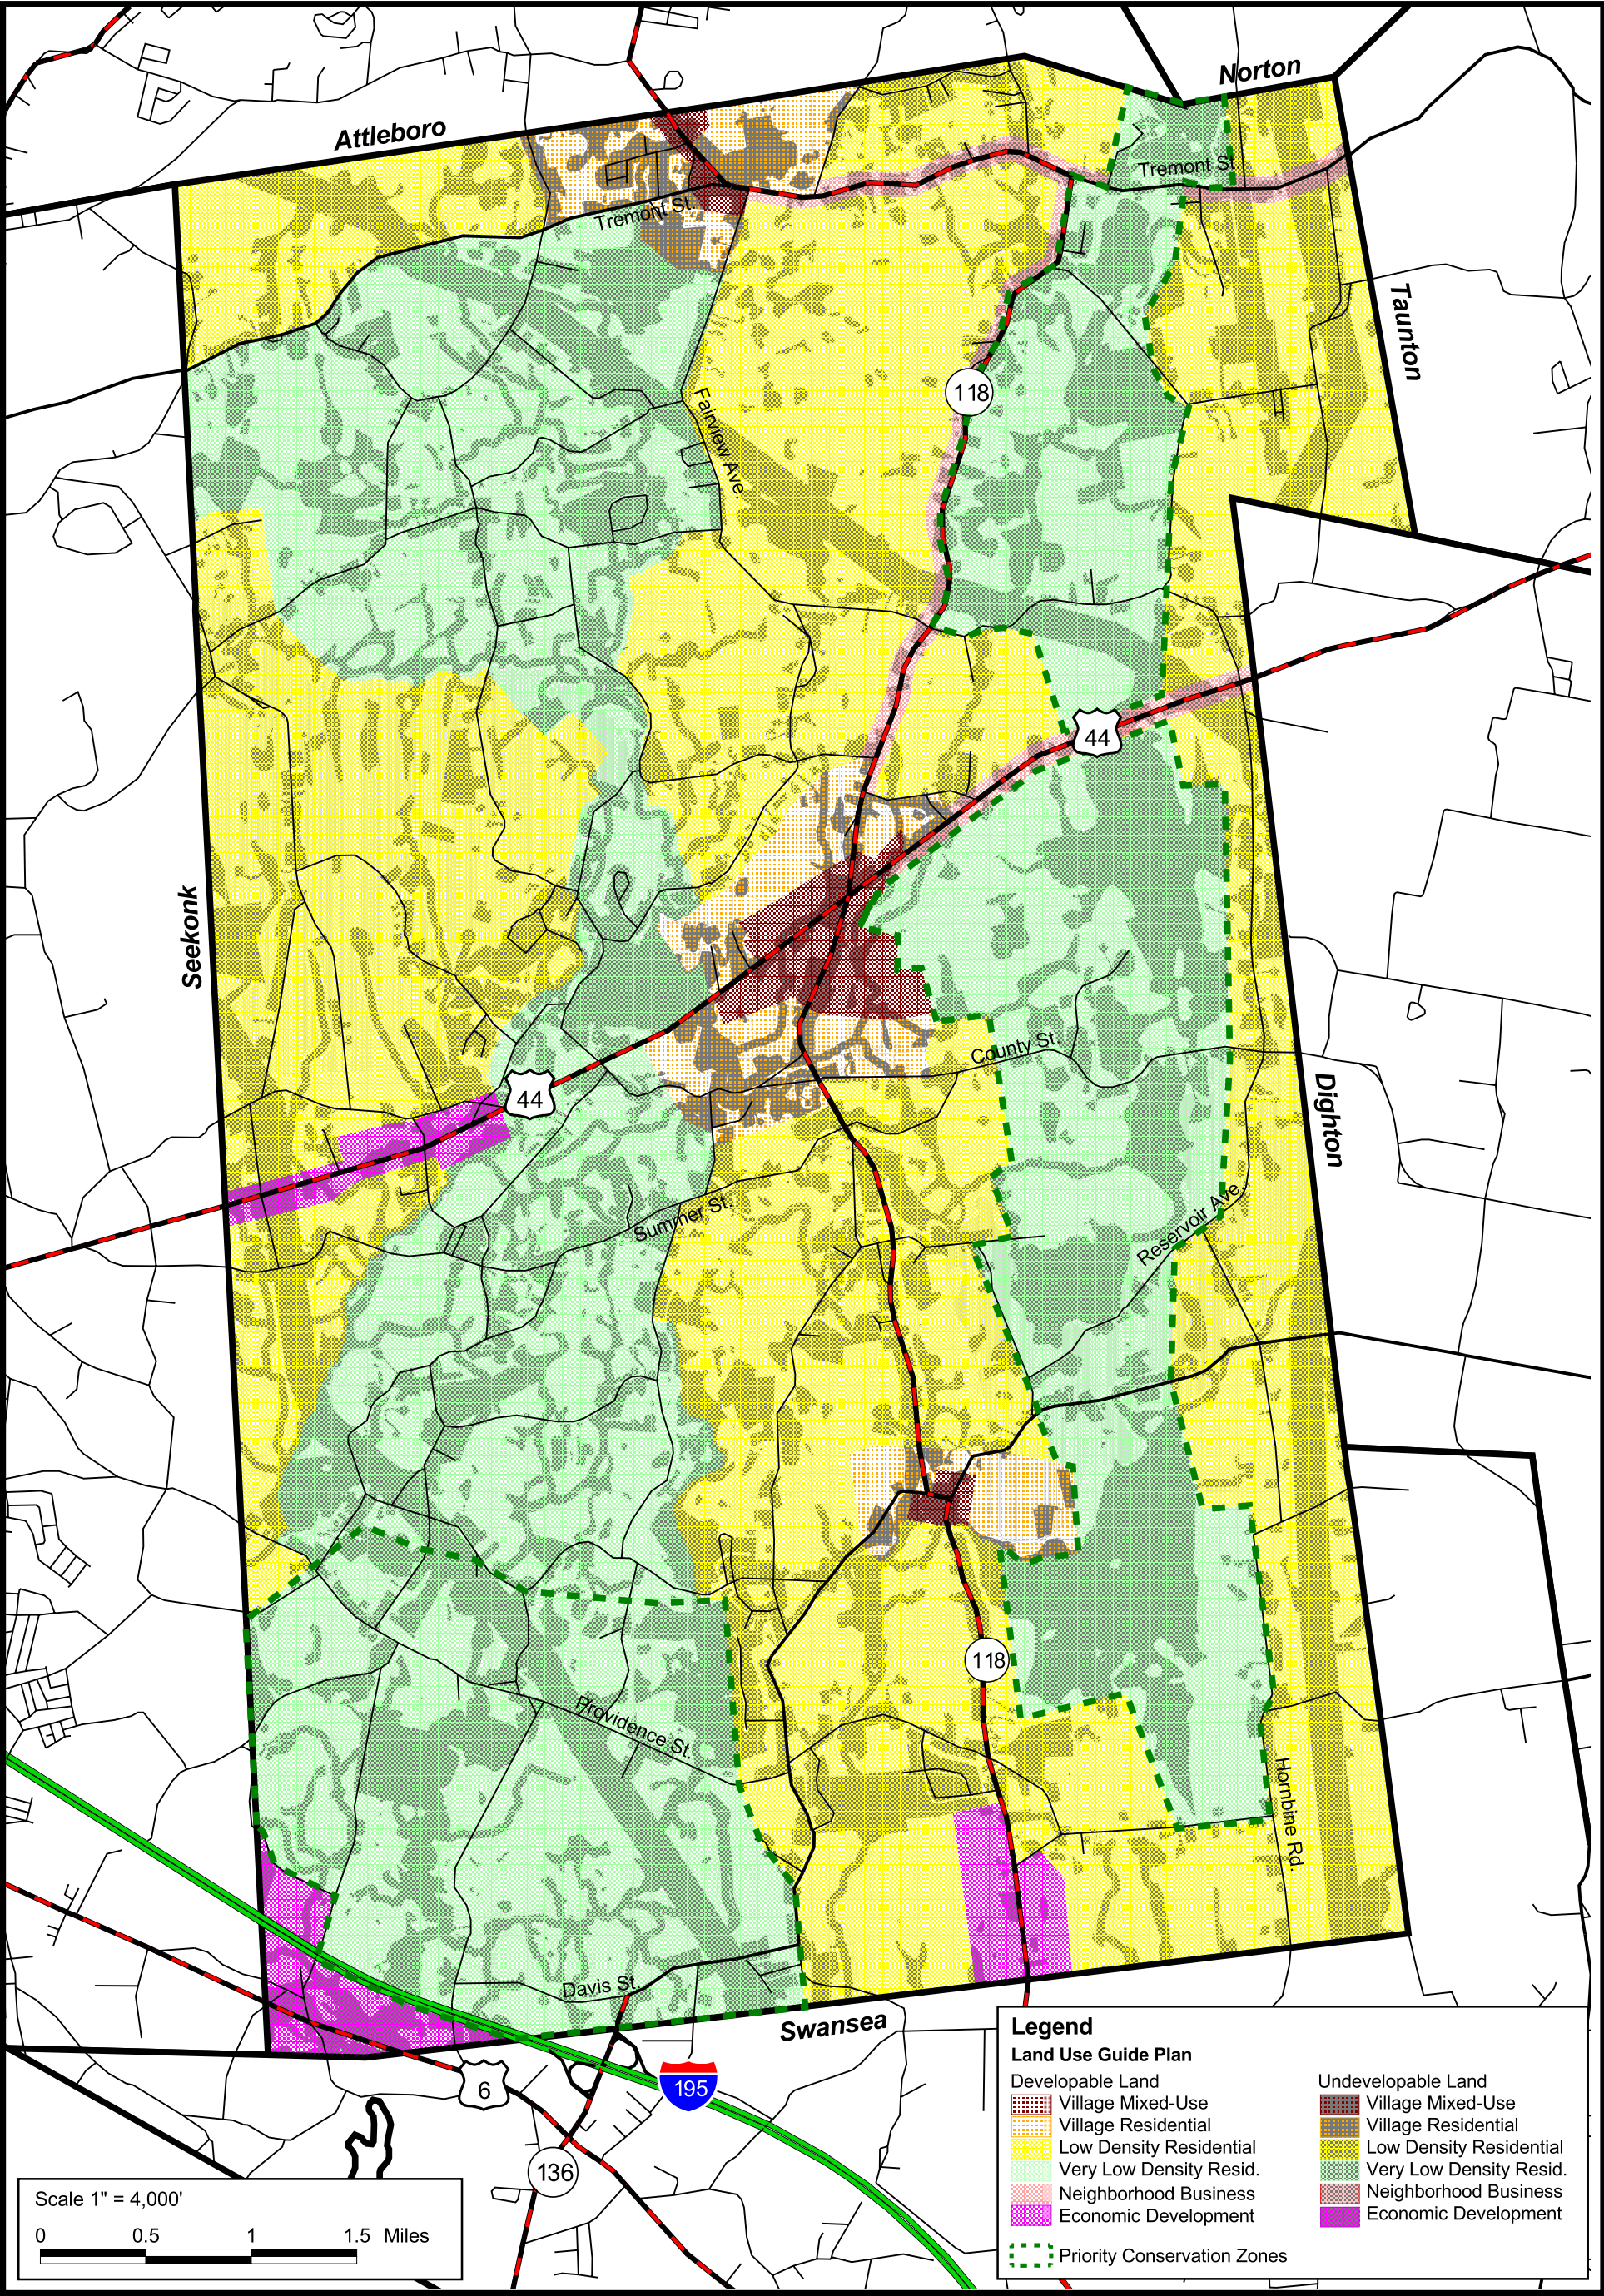 Norton
Attleboro
Tremont St.
Tremont St.
Taunton
118
Fairview Ave.
44
Seekonk
County St.
44
Dighton
Reservoir Ave.
Summer St.
118
Providence St.
Hornbine Rd.
Davis St.
Swansea
6
195
136
Legend
Land Use Guide Plan
Developable Land
Village Mixed-Use
Village Residential
Low Density Residential
Very Low Density Resid.
Neighborhood Business
Economic Development
Undevelopable Land
Village Mixed-Use
Village Residential
Low Density Residential
Very Low Density Resid.
Neighborhood Business
Economic Development
Priority Conservation Zones
Scale 1" = 4,000'
0 0.5 1 1.5 Miles